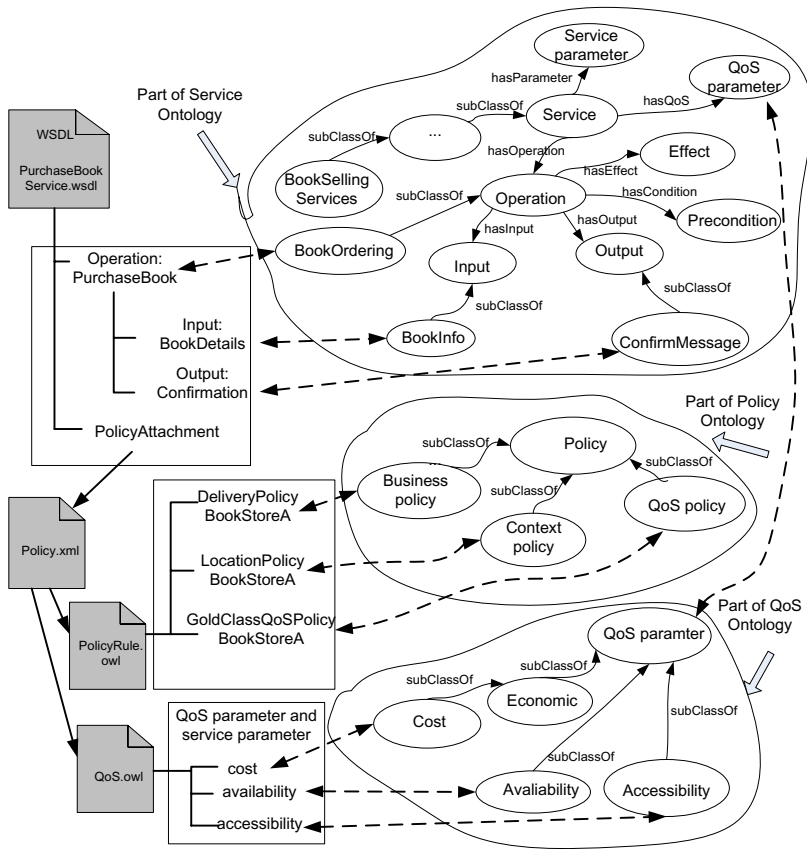 Service
parameter
QoS
parameter
hasParameter
Part of Service
Ontology
subClassOf
hasQoS
...
Service
WSDL
PurchaseBook
Service.wsdl
subClassOf
hasOperation
Effect
hasEffect
BookSelling
Services
subClassOf
Operation
hasCondition
Precondition
hasOutput
BookOrdering
hasInput
Operation:
PurchaseBook
Input
Output
subClassOf
subClassOf
Input:
BookDetails
BookInfo
ConfirmMessage
Output:
Confirmation
PolicyAttachment
Part of Policy
Ontology
subClassOf
Policy
...
Business
policy
subClassOf
subClassOf
QoS policy
DeliveryPolicy
BookStoreA
Context
policy
Policy.xml
LocationPolicy
BookStoreA
GoldClassQoSPolicy
BookStoreA
PolicyRule.
owl
Part of QoS
Ontology
QoS paramter
subClassOf
subClassOf
Economic
Cost
subClassOf
QoS parameter and
service parameter
subClassOf
QoS.owl
cost
availability
accessibility
Avaliability
Accessibility